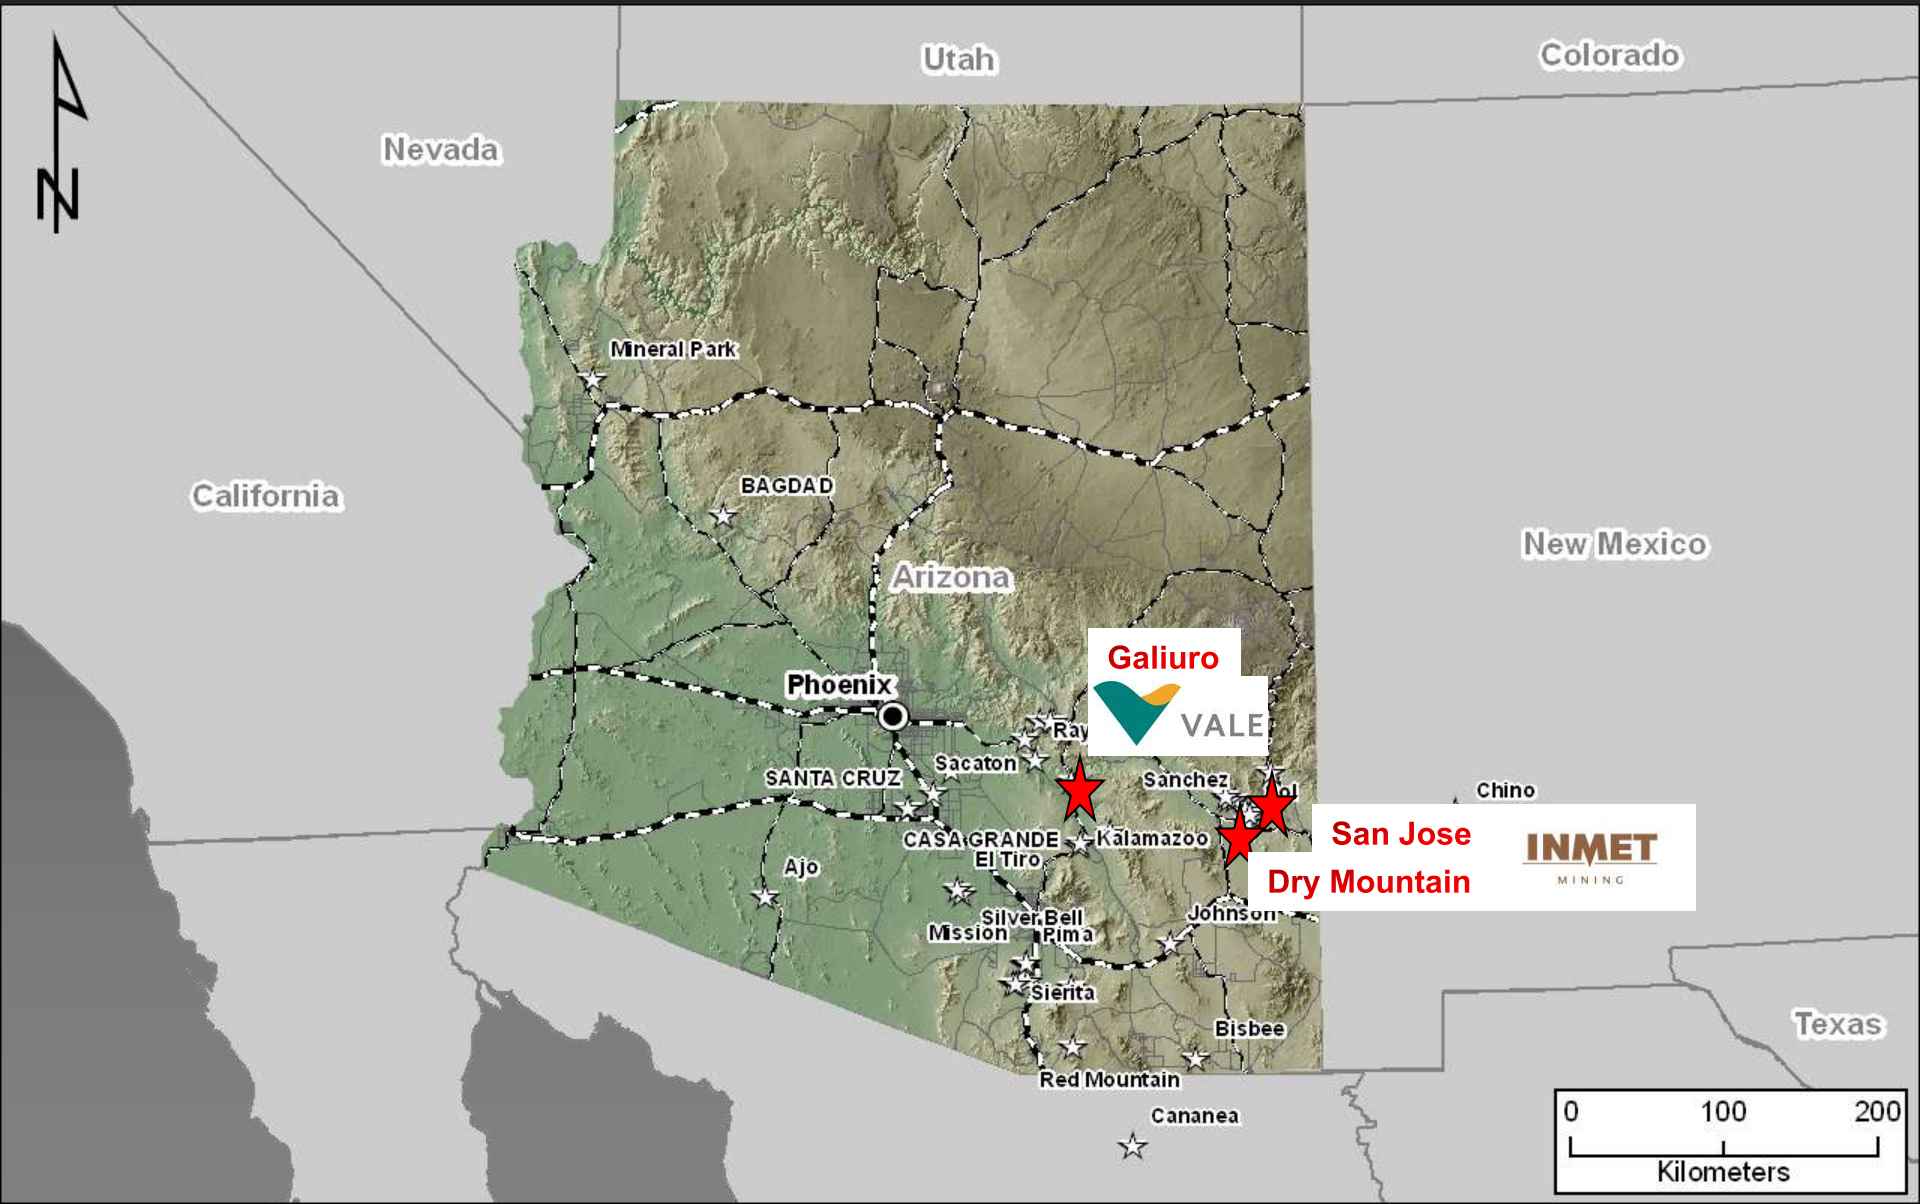 Utah
Colorado
Nevada
N
Mineral Park
BAGDAD
California
New Mexico
Arizona
Galiuro
Phoenix
VALE
Ray
Sacaton
SANTA CRUZ
Sanchez
Chino
CASA GRANDE
Kalamazoo
San Jose
INMET
MINING
El Tiro
Ajo
Dry Mountain
Silver Bell
Johnson
Mission
Pima
Sierita
Texas
Bisbee
Red Mountain
Cananea
0 100 200
Kilometers